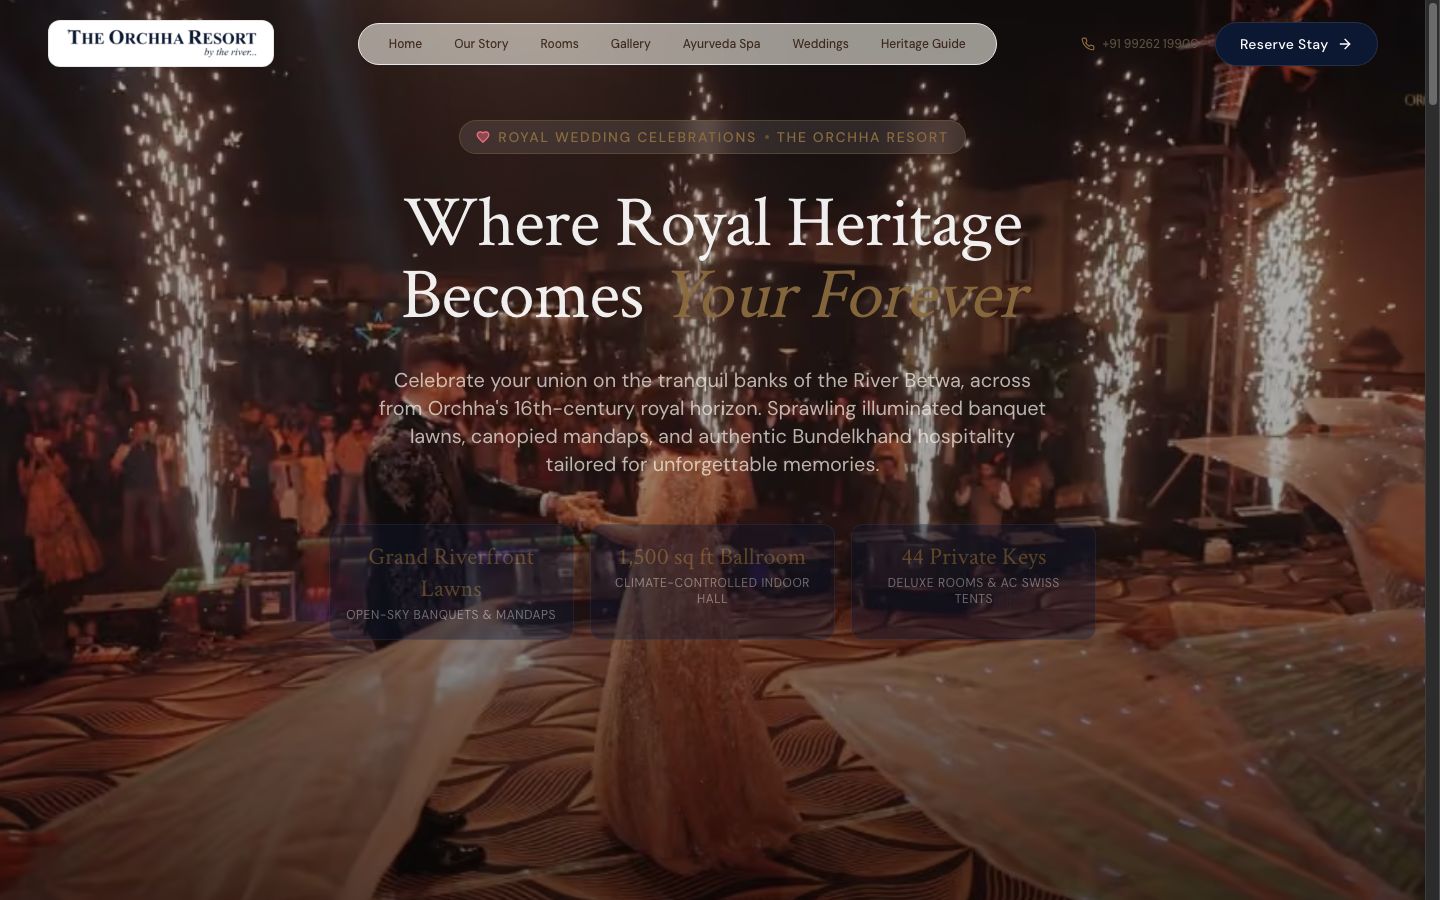 THE ORCHHA RESORT
by the river...
Home
Our Story
Rooms
Gallery
Ayurveda Spa
Weddings
Heritage Guide
+91 99262 19906
Reserve Stay
ROYAL WEDDING CELEBRATIONS • THE ORCHHA RESORT
Where Royal Heritage
Becomes Your Forever
Celebrate your union on the tranquil banks of the River Betwa, across
from Orchha's 16th-century royal horizon. Sprawling illuminated banquet
lawns, canopied mandaps, and authentic Bundelkhand hospitality
tailored for unforgettable memories.
Grand Riverfront
Lawns
OPEN-SKY BANQUETS & MANDAPS
1,500 sq ft Ballroom
CLIMATE-CONTROLLED INDOOR
HALL
44 Private Keys
DELUXE ROOMS & AC SWISS
TENTS